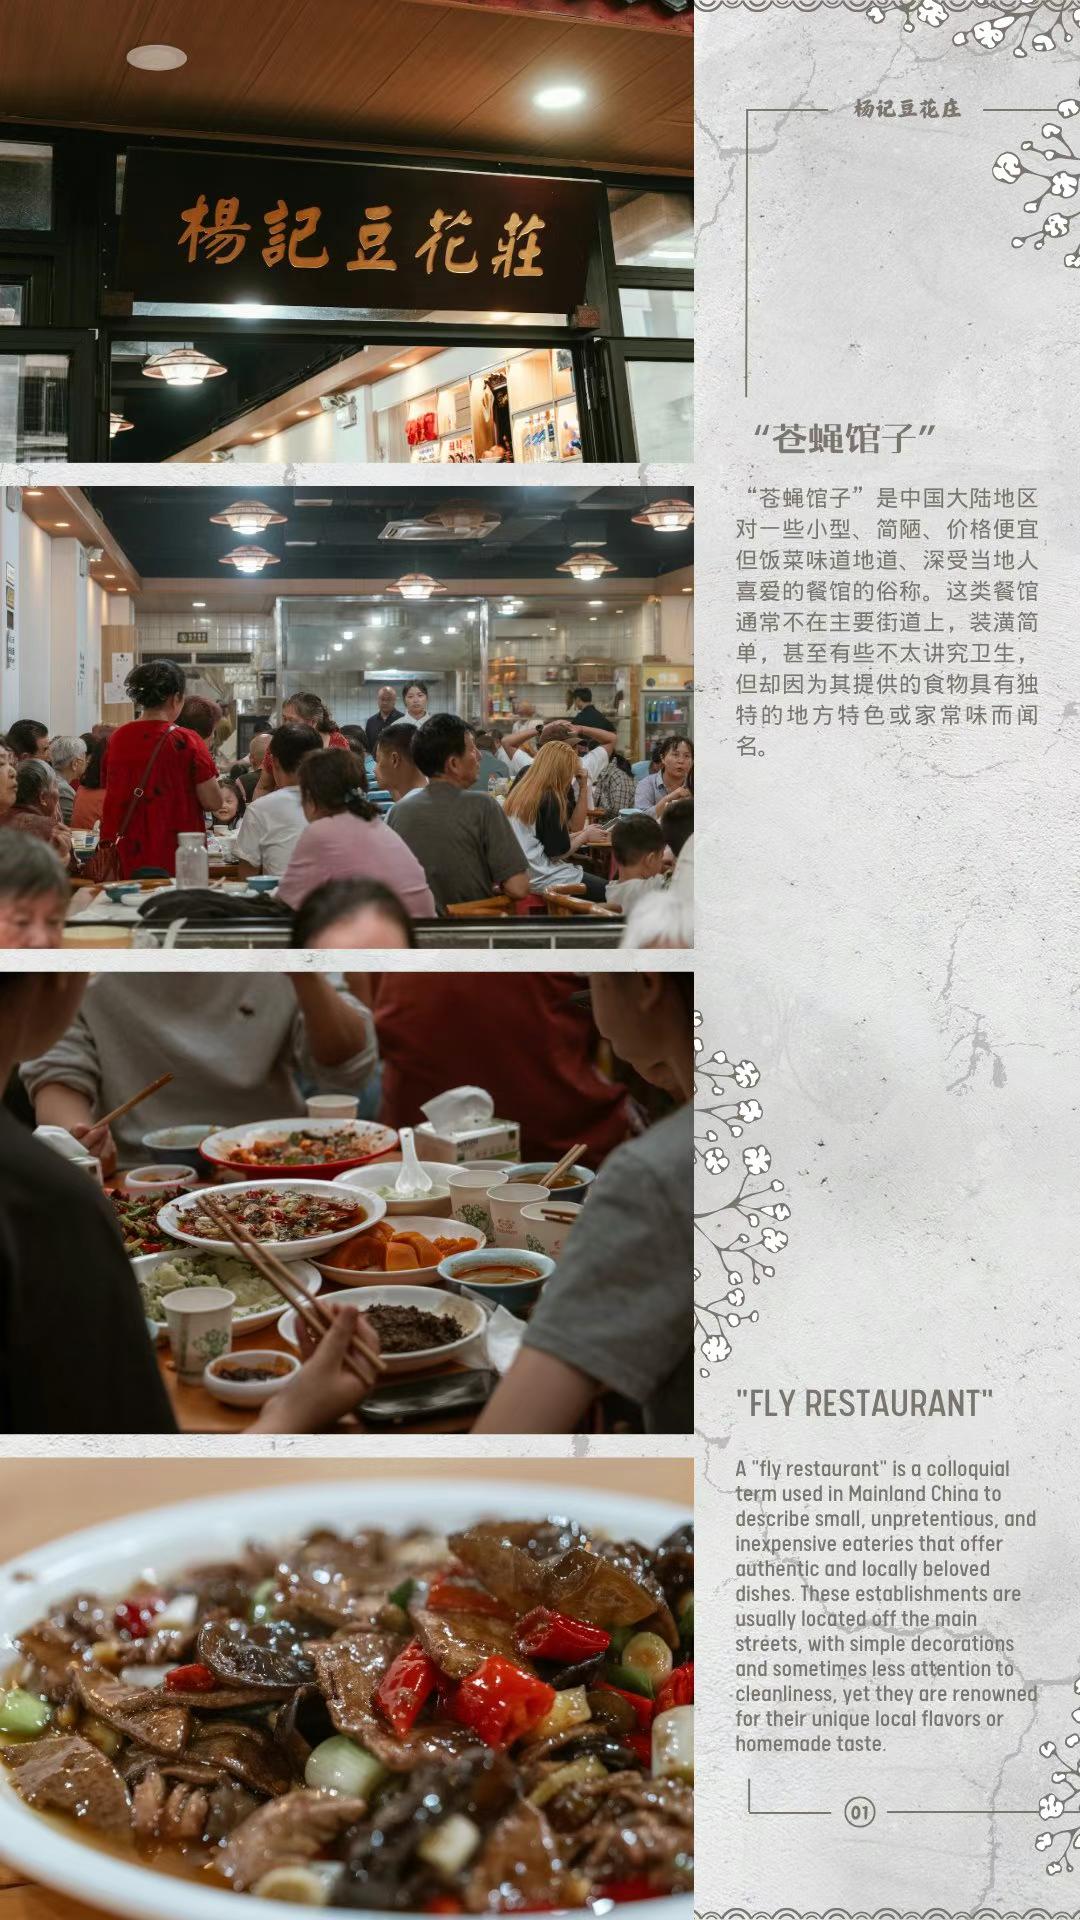 楊記豆花莊
杨记豆花庄
“苍蝇馆子”
“苍蝇馆子”是中国大陆地区
对一些小型、简陋、价格便宜
但饭菜味道地道、深受当地人
喜爱的餐馆的俗称。这类餐馆
通常不在主要街道上，装潢简
单，甚至有些不太讲究卫生，
但却因为其提供的食物具有独
特的地方特色或家常味而闻
名。
"FLY RESTAURANT"
A "fly restaurant" is a colloquial
term used in Mainland China to
describe small, unpretentious, and
inexpensive eateries that offer
authentic and locally beloved
dishes. These establishments are
usually located off the main
streets, with simple decorations
and sometimes less attention to
cleanliness, yet they are renowned
for their unique local flavors or
homemade taste.
01